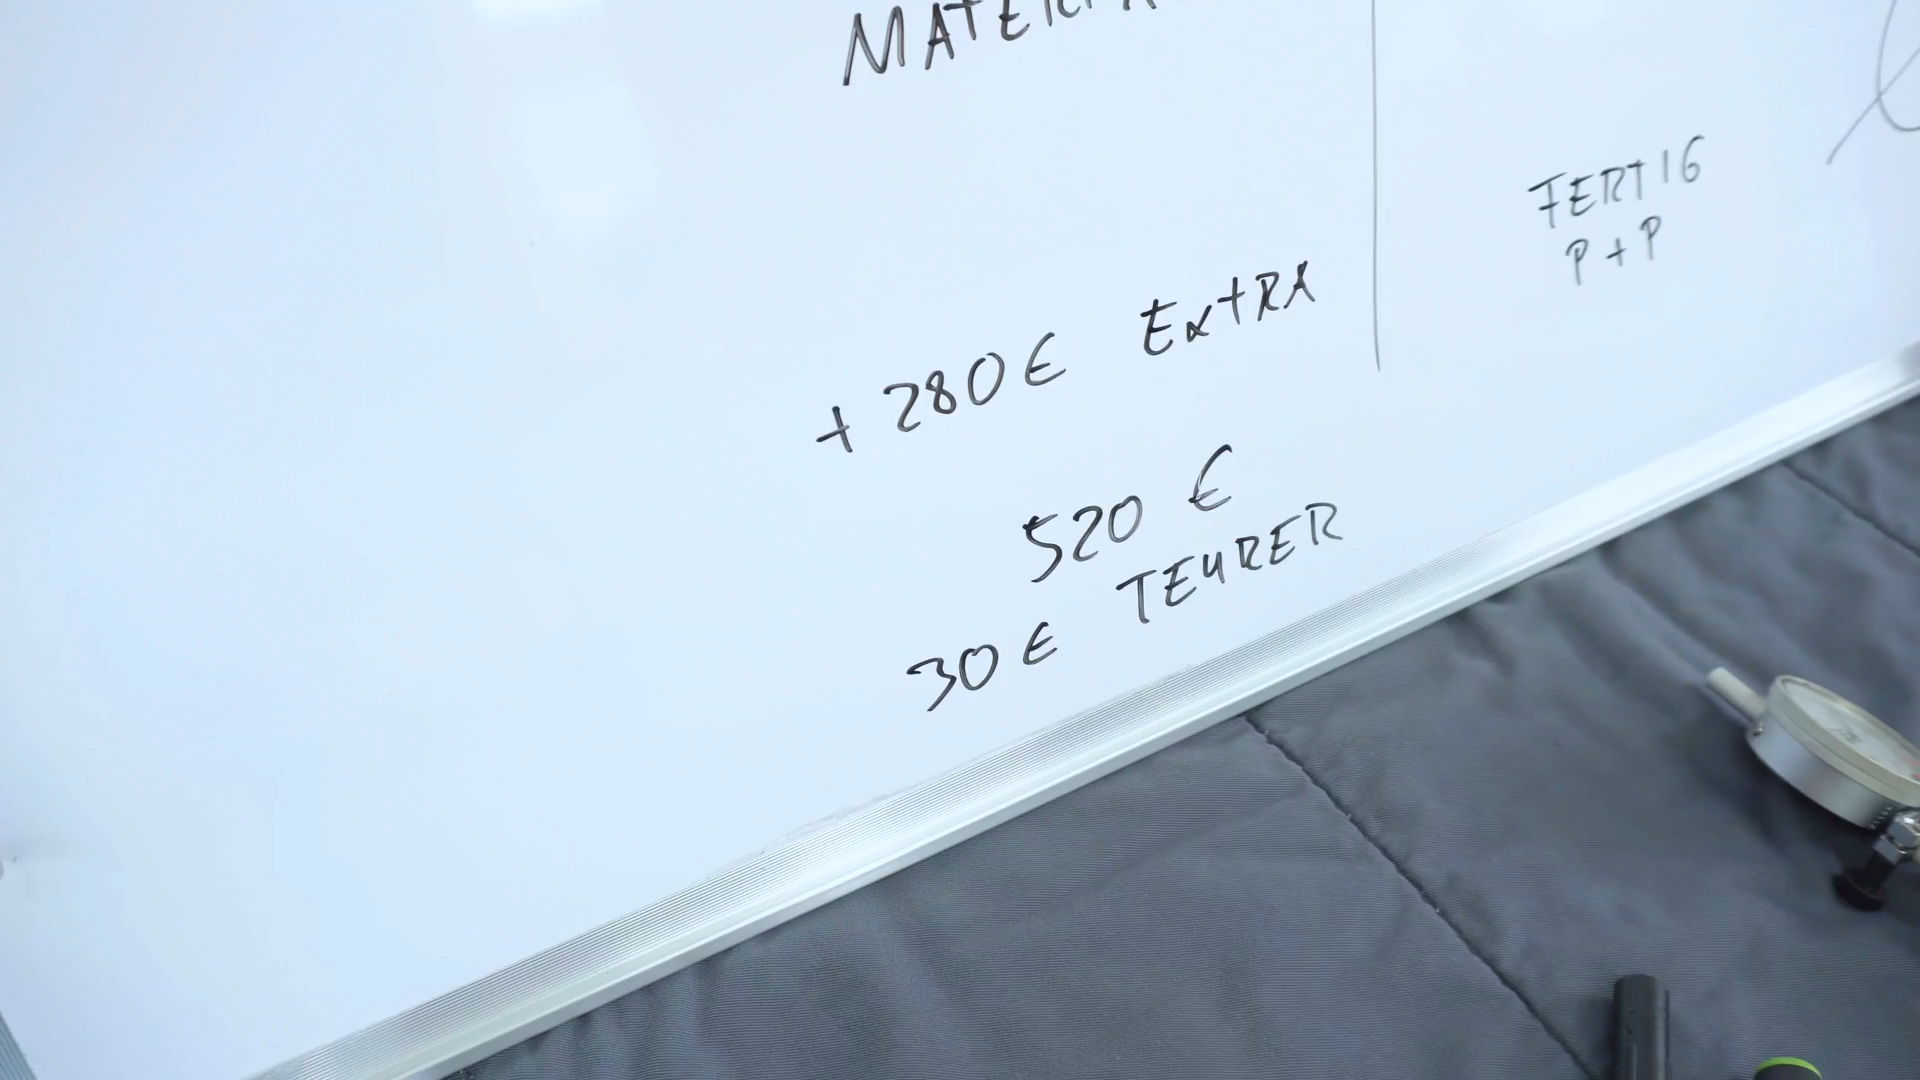 + 280 € EXTRA
520 €
30 € TEURER
FERTIG
P + P